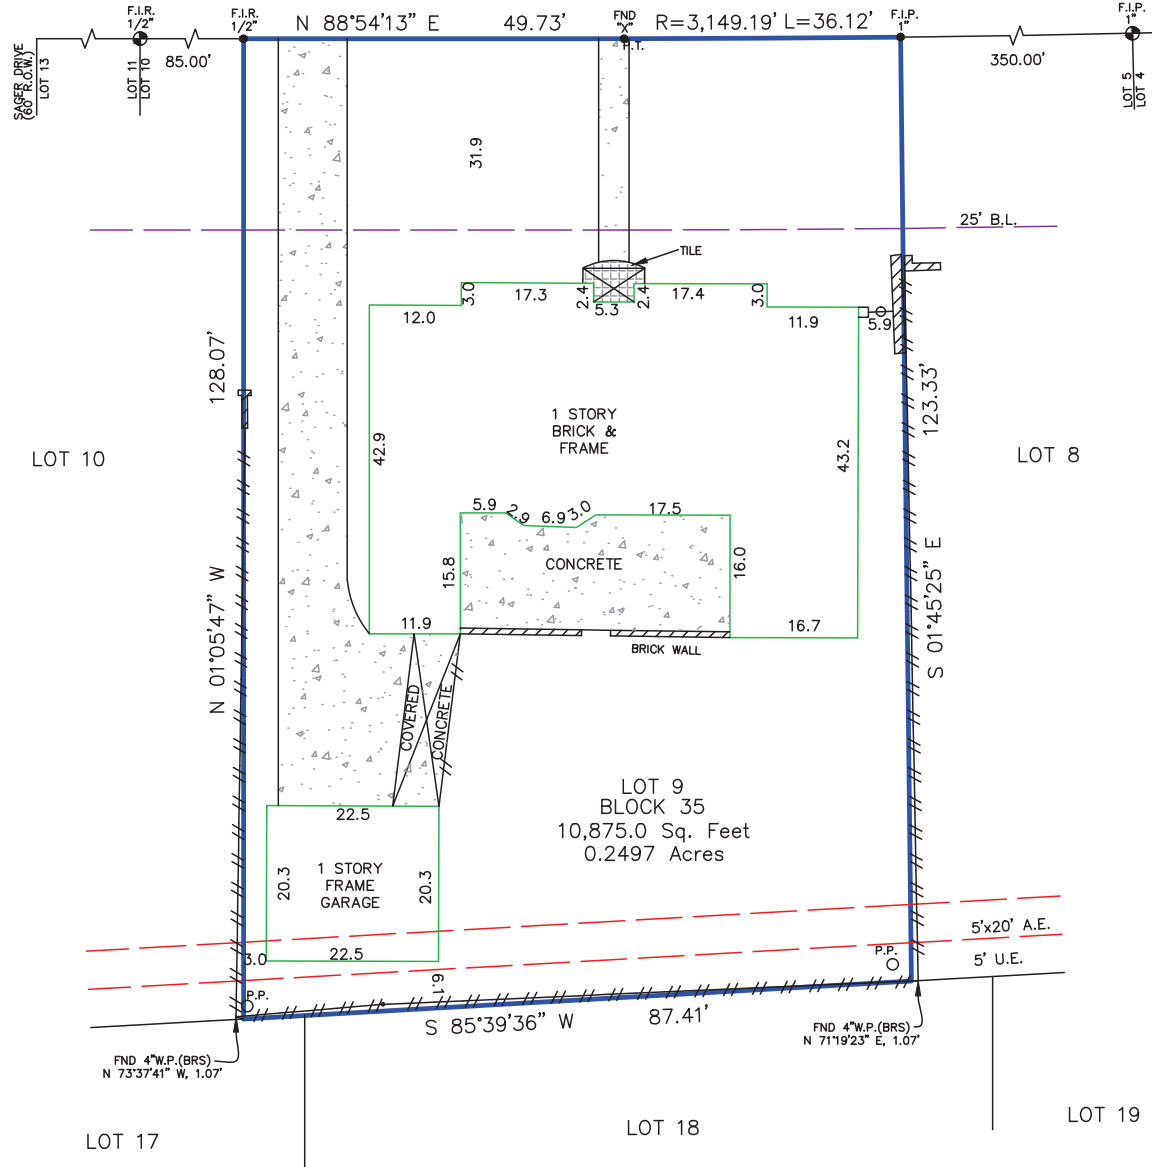 F.I.R.
1/2"
F.I.R.
1/2"
N 88°54'13" E
49.73'
FND
"X"
P.T.
R=3,149.19' L=36.12'
F.I.P.
1"
F.I.P.
1"
SAGER DRIVE
(60' R.O.W.)
LOT 13
LOT 11
LOT 10
85.00'
350.00'
LOT 5
LOT 4
31.9
25' B.L.
TILE
3.0
17.3
2.4
5.3
2.4
17.4
3.0
12.0
11.9
5.9
128.07'
123.33'
1 STORY
BRICK &
FRAME
42.9
43.2
LOT 10
LOT 8
5.9
2.9
6.9
3.0
17.5
15.8
CONCRETE
16.0
N 01°05'47" W
S 01°45'25" E
11.9
16.7
BRICK WALL
COVERED
CONCRETE
LOT 9
BLOCK 35
10,875.0 Sq. Feet
0.2497 Acres
22.5
20.3
1 STORY
FRAME
GARAGE
20.3
5'x20' A.E.
3.0
22.5
P.P.
5' U.E.
6.1
P.P.
S 85°39'36" W
87.41'
FND 4"W.P.(BRS)
N 71°19'23" E, 1.07'
FND 4"W.P.(BRS)
N 73°37'41" W, 1.07'
LOT 17
LOT 18
LOT 19